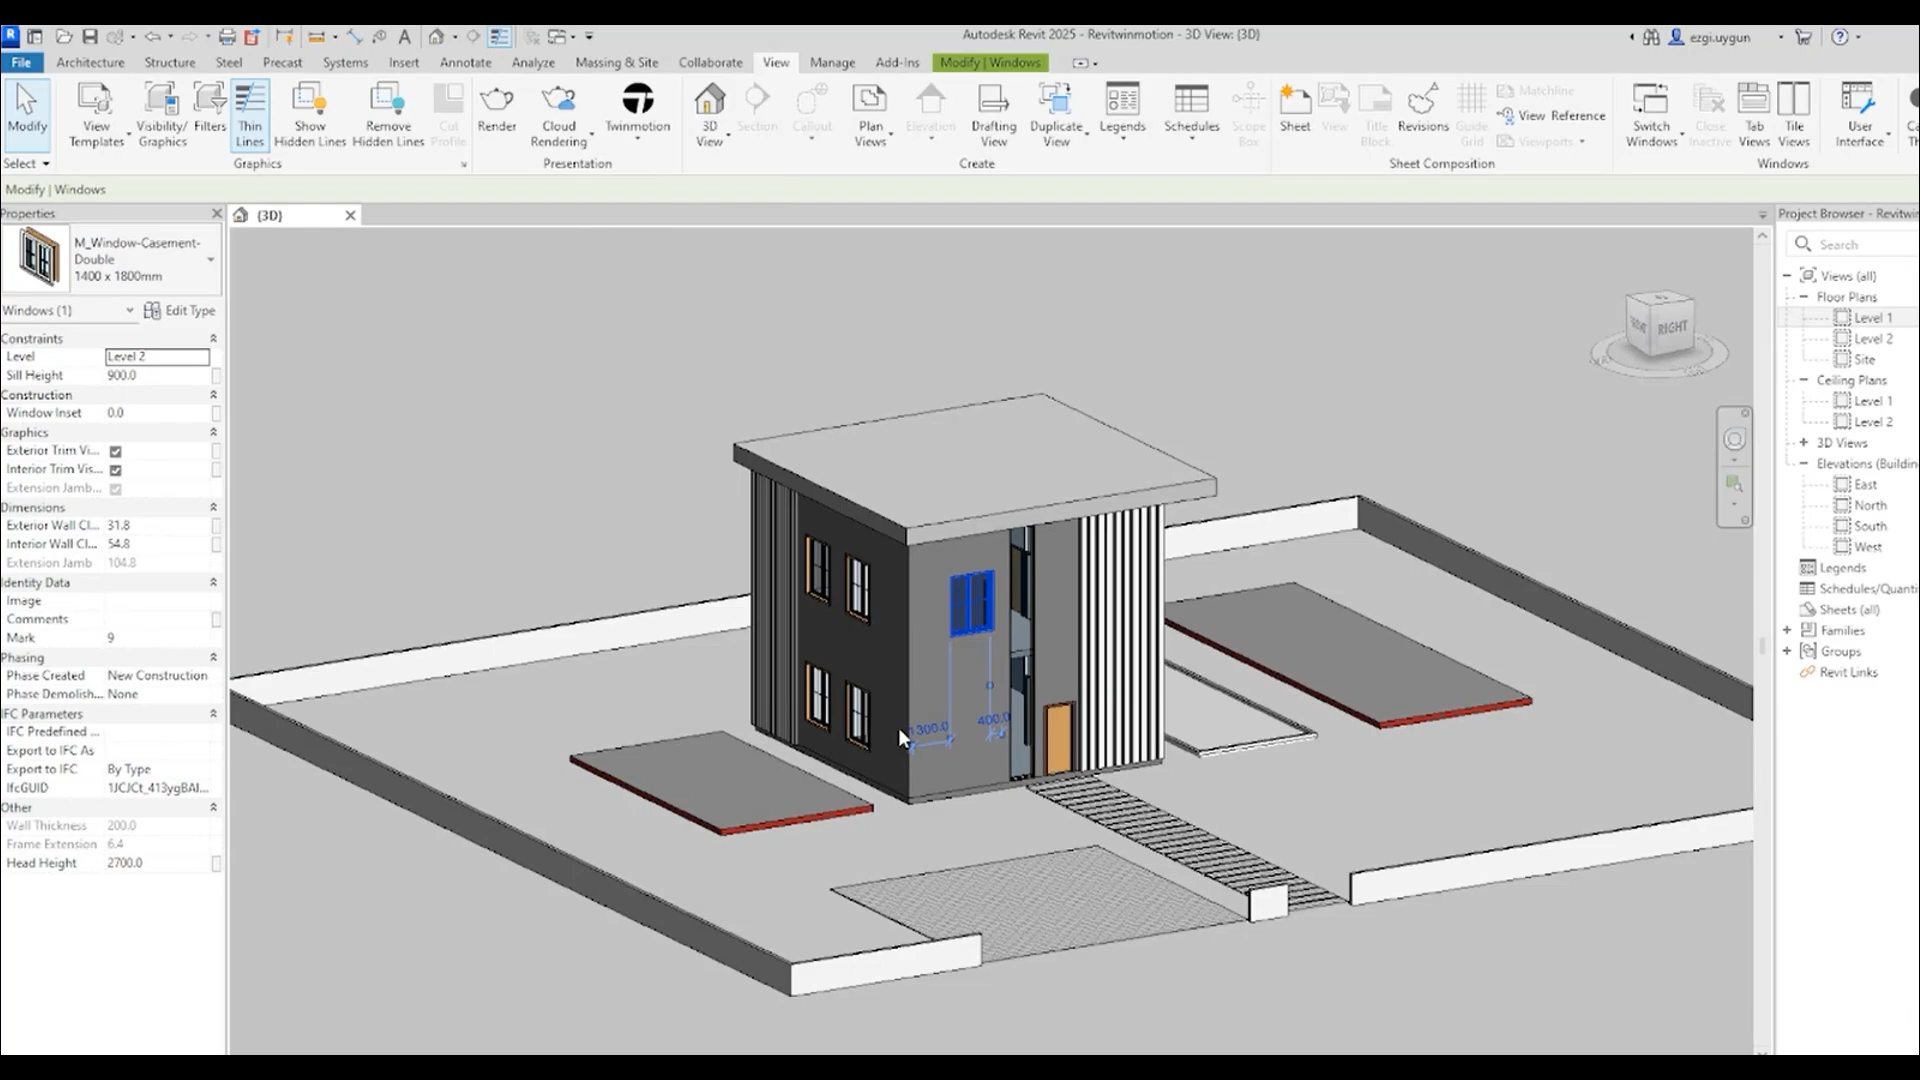 Autodesk Revit 2025 - Revitwinmotion - 3D View: {3D}
ezgi.uygun
File Architecture Structure Steel Precast Systems Insert Annotate Analyze Massing & Site Collaborate View Manage Add-Ins Modify | Windows
Modify
View Templates
Visibility/ Graphics
Filters
Thin Lines
Show Hidden Lines
Remove Hidden Lines
Cut Profile
Render
Cloud Rendering
Twinmotion
3D View
Section
Callout
Plan Views
Elevation
Drafting View
Duplicate View
Legends
Schedules
Scope Box
Sheet
View
Title Block
Revisions
Guide Grid
Matchline
View Reference
Viewports
Switch Windows
Close Inactive
Tab Views
Tile Views
User Interface
Select Graphics Presentation Create Sheet Composition Windows
Modify | Windows
Properties
{3D}
Project Browser - Revitwin
M_Window-Casement-
Double
1400 x 1800mm
Windows (1) Edit Type
Constraints
Level Level 2
Sill Height 900.0
Construction
Window Inset 0.0
Graphics
Exterior Trim Vi...
Interior Trim Vis...
Extension Jamb...
Dimensions
Exterior Wall Cl... 31.8
Interior Wall Cl... 54.8
Extension Jamb 104.8
Identity Data
Image
Comments
Mark 9
Phasing
Phase Created New Construction
Phase Demolish... None
IFC Parameters
IFC Predefined ...
Export to IFC As
Export to IFC By Type
IfcGUID 1JCJCt_413ygBAI...
Other
Wall Thickness 200.0
Frame Extension 6.4
Head Height 2700.0
RIGHT
1300.0
400.0
Search
Views (all)
Floor Plans
Level 1
Level 2
Site
Ceiling Plans
Level 1
Level 2
3D Views
Elevations (Buildin
East
North
South
West
Legends
Schedules/Quanti
Sheets (all)
Families
Groups
Revit Links